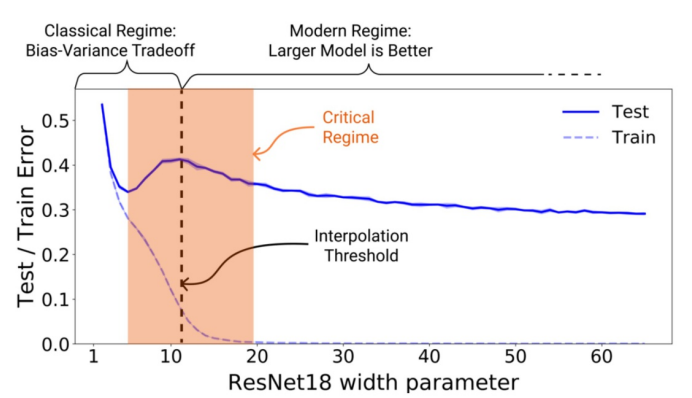 Classical Regime:
Bias-Variance Tradeoff
Modern Regime:
Larger Model is Better
Critical
Regime
Test
Train
Interpolation
Threshold
Test / Train Error
0.5
0.4
0.3
0.2
0.1
0.0
1 10 20 30 40 50 60
ResNet18 width parameter